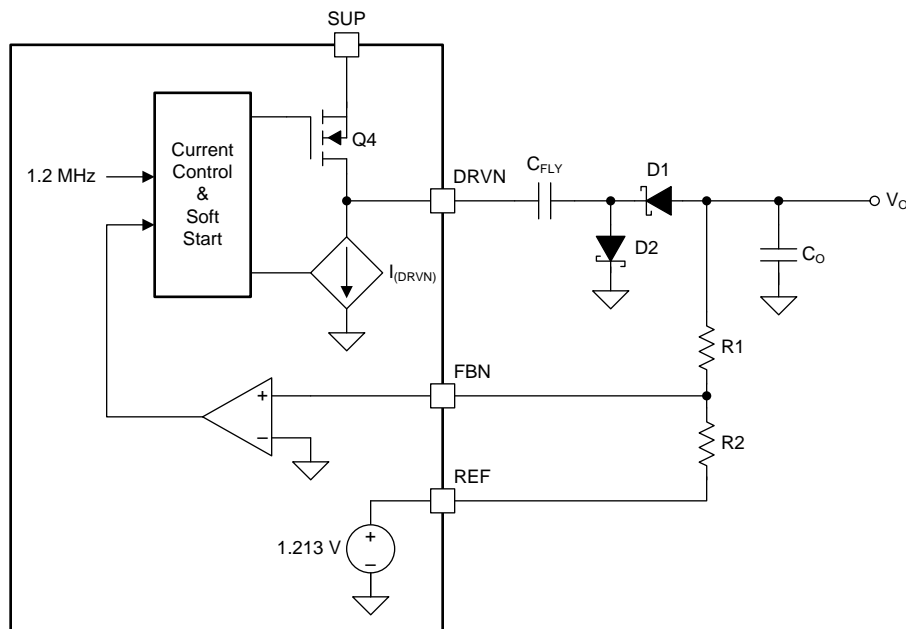 SUP
Current
Control
&
Soft
Start
Q4
1.2 MHz
DRVN
CFLY
D1
VO
D2
CO
I(DRVN)
R1
FBN
+
−
R2
REF
1.213 V
+
−